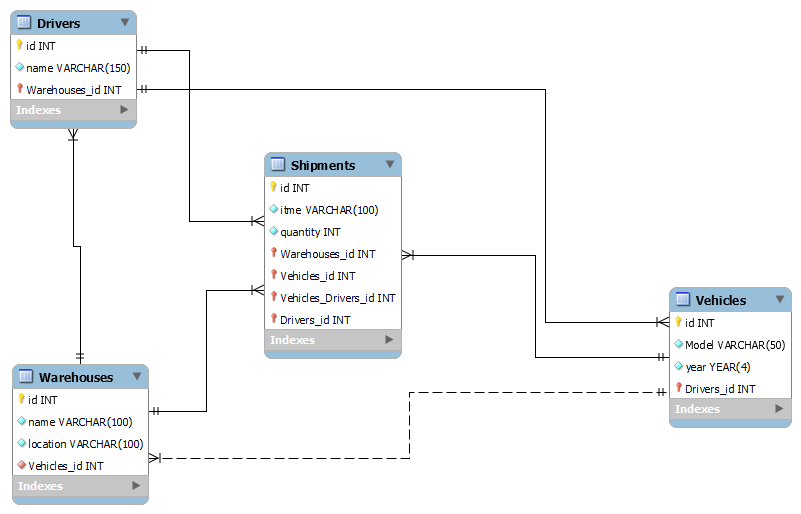 Drivers
id INT
name VARCHAR(150)
Warehouses_id INT
Indexes
Shipments
id INT
itme VARCHAR(100)
quantity INT
Warehouses_id INT
Vehicles_id INT
Vehicles_Drivers_id INT
Drivers_id INT
Indexes
Vehicles
id INT
Model VARCHAR(50)
year YEAR(4)
Drivers_id INT
Indexes
Warehouses
id INT
name VARCHAR(100)
location VARCHAR(100)
Vehicles_id INT
Indexes